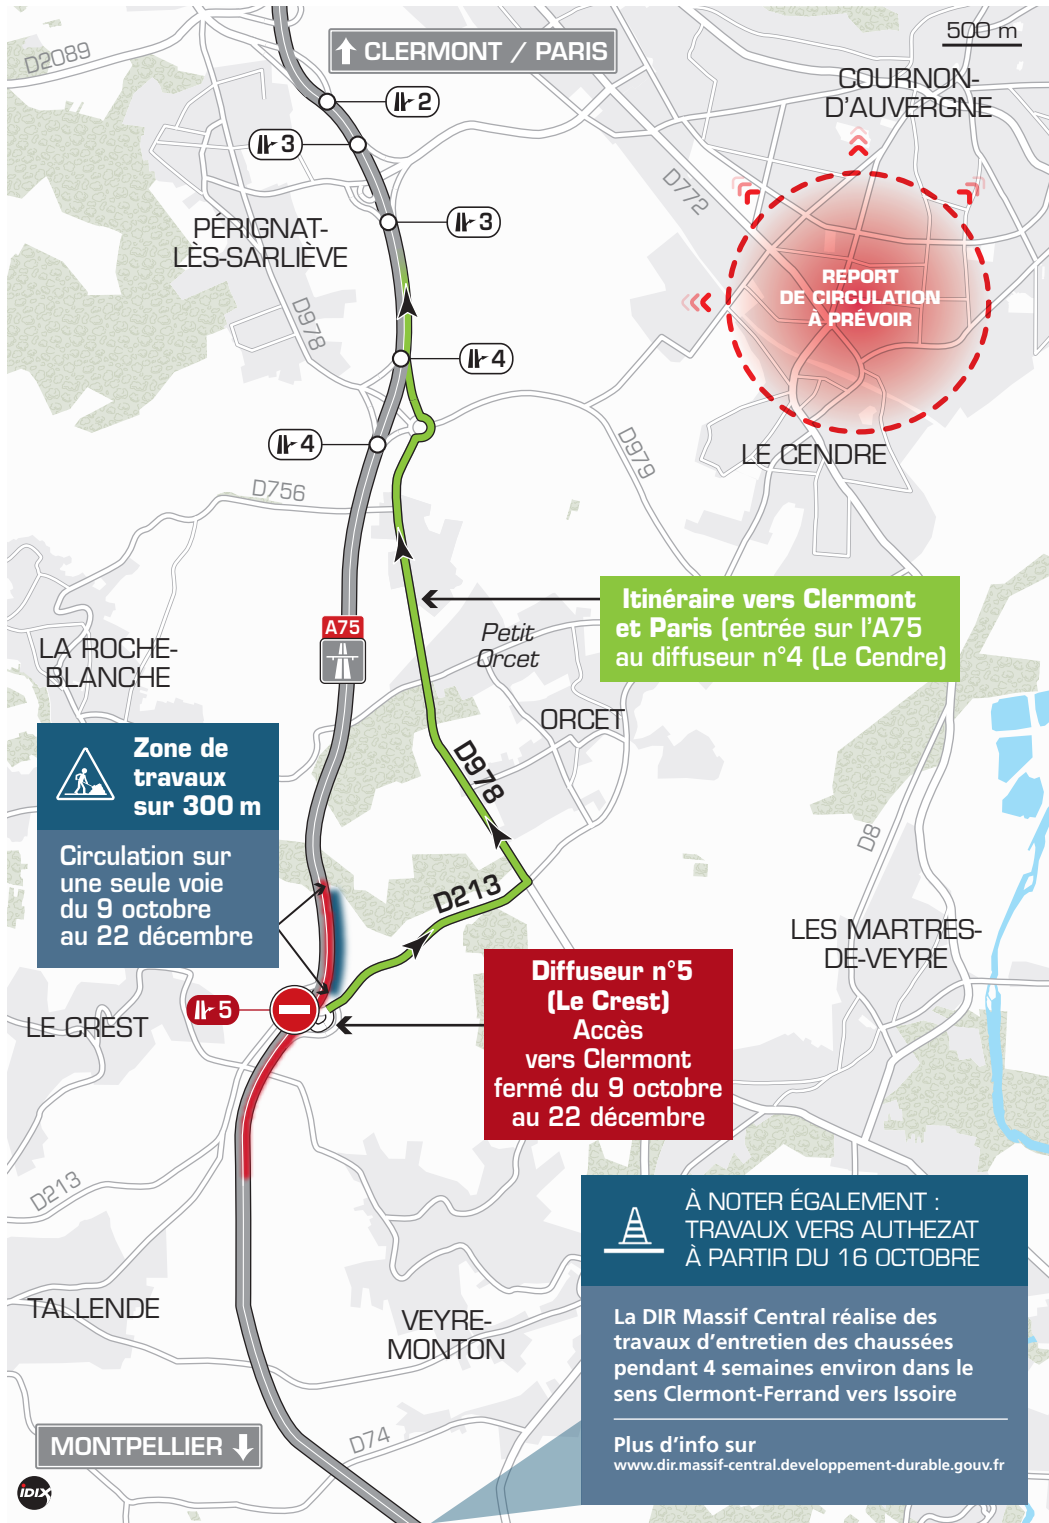 500 m
D2089
CLERMONT / PARIS
COURNON-
D'AUVERGNE
2
3
D772
PÉRIGNAT-
LÈS-SARLIÈVE
3
REPORT
DE CIRCULATION
À PRÉVOIR
D978
4
4
D979
LE CENDRE
D756
Itinéraire vers Clermont
et Paris (entrée sur l'A75
au diffuseur n°4 (Le Cendre)
A75
Petit
Orcet
LA ROCHE-
BLANCHE
ORCET
Zone de
travaux
sur 300 m
D978
Circulation sur
une seule voie
du 9 octobre
au 22 décembre
D8
D213
LES MARTRES-
DE-VEYRE
Diffuseur n°5
(Le Crest)
Accès
vers Clermont
fermé du 9 octobre
au 22 décembre
5
LE CREST
D213
À NOTER ÉGALEMENT :
TRAVAUX VERS AUTHEZAT
À PARTIR DU 16 OCTOBRE
TALLENDE
VEYRE-
MONTON
La DIR Massif Central réalise des
travaux d'entretien des chaussées
pendant 4 semaines environ dans le
sens Clermont-Ferrand vers Issoire
Plus d'info sur
www.dir.massif-central.developpement-durable.gouv.fr
MONTPELLIER
D74
iDIX